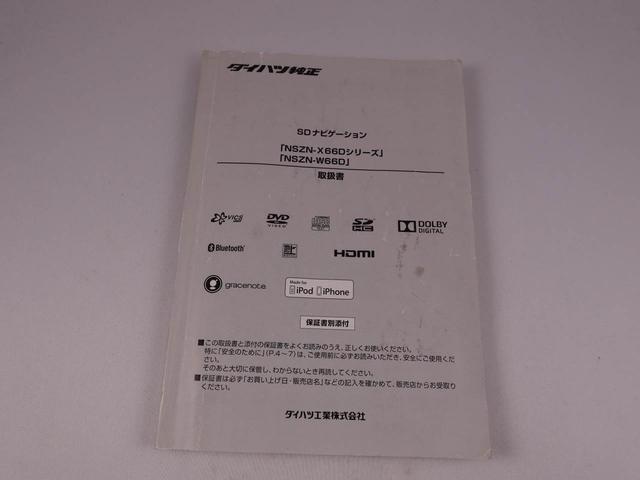 ダイハツ純正
SDナビゲーション
「NSZN-X66Dシリーズ」
「NSZN-W66D」
取扱書
VICS
DVD
VIDEO
SD
HC
DOLBY
DIGITAL
Bluetooth
HDMI
gracenote
Made for
iPod iPhone
保証書別添付
■この取扱書と添付の保証書をよくお読みのうえ、正しくお使いください。
特に「安全のために」(P.4～7)は、ご使用前に必ずお読みいただき、安全にご使用くだ
さい。
そのあと大切に保管し、わからないとき再読してください。
■保証書は必ず「お買い上げ日・販売店名」などの記入を確かめて、販売店からお受取り
ください。
ダイハツ工業株式会社